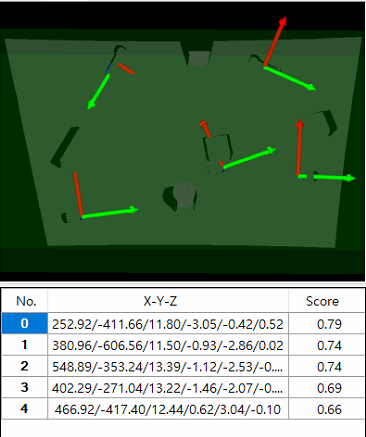 No. X-Y-Z Score
0 252.92/-411.66/11.80/-3.05/-0.42/0.52 0.79
1 380.96/-606.56/11.50/-0.93/-2.86/0.02 0.74
2 548.89/-353.24/13.39/-1.12/-2.53/-0.... 0.74
3 402.29/-271.04/13.22/-1.46/-2.07/-0.... 0.69
4 466.92/-417.40/12.44/0.62/3.04/-0.10 0.66